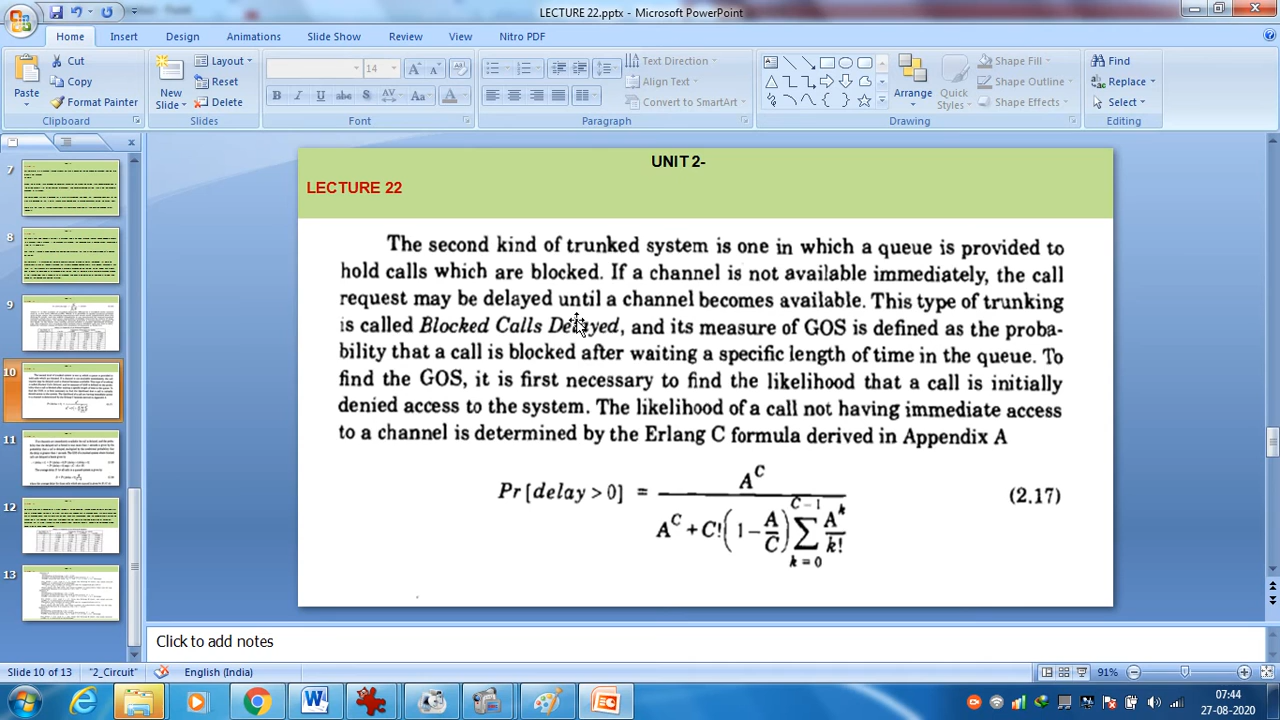 LECTURE 22.pptx - Microsoft PowerPoint
Home Insert Design Animations Slide Show Review View Nitro PDF
Cut
Copy
Format Painter
Paste
Clipboard
New
Slide
Layout
Reset
Delete
Slides
14
Font
Text Direction
Align Text
Convert to SmartArt
Paragraph
Arrange
Quick
Styles
Shape Fill
Shape Outline
Shape Effects
Drawing
Find
Replace
Select
Editing
7
8
9
10
11
12
13
UNIT 2-
LECTURE 22
The second kind of trunked system is one in which a queue is provided to
hold calls which are blocked. If a channel is not available immediately, the call
request may be delayed until a channel becomes available. This type of trunking
is called Blocked Calls Delayed, and its measure of GOS is defined as the proba-
bility that a call is blocked after waiting a specific length of time in the queue. To
find the GOS, it is first necessary to find the likelihood that a call is initially
denied access to the system. The likelihood of a call not having immediate access
to a channel is determined by the Erlang C formula derived in Appendix A
Pr[delay > 0] = A^C / (A^C + C!(1 − A/C) ∑_{k = 0}^{C − 1} A^k/k!) (2.17)
Click to add notes
Slide 10 of 13 "2_Circuit" English (India) 91%
07:44
27-08-2020